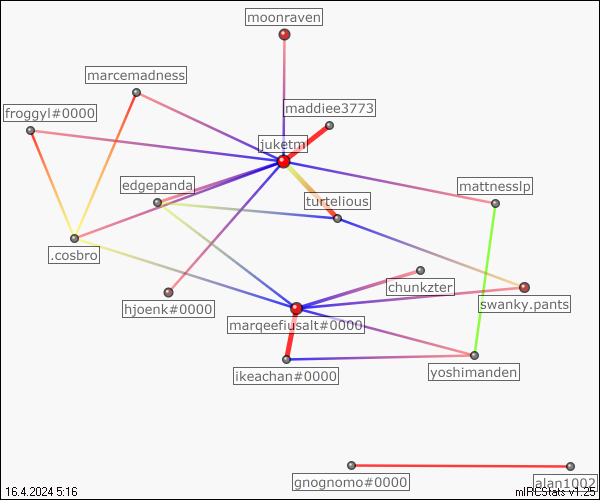 moonraven
marcemadness
froggyl#0000
maddiee3773
juketm
edgepanda
mattnesslp
turtelious
.cosbro
chunkzter
hjoenk#0000
swanky.pants
marqeefiusalt#0000
ikeachan#0000
yoshimanden
gnognomo#0000
alan1002
16.4.2024 5:16
mIRCStats v1.25